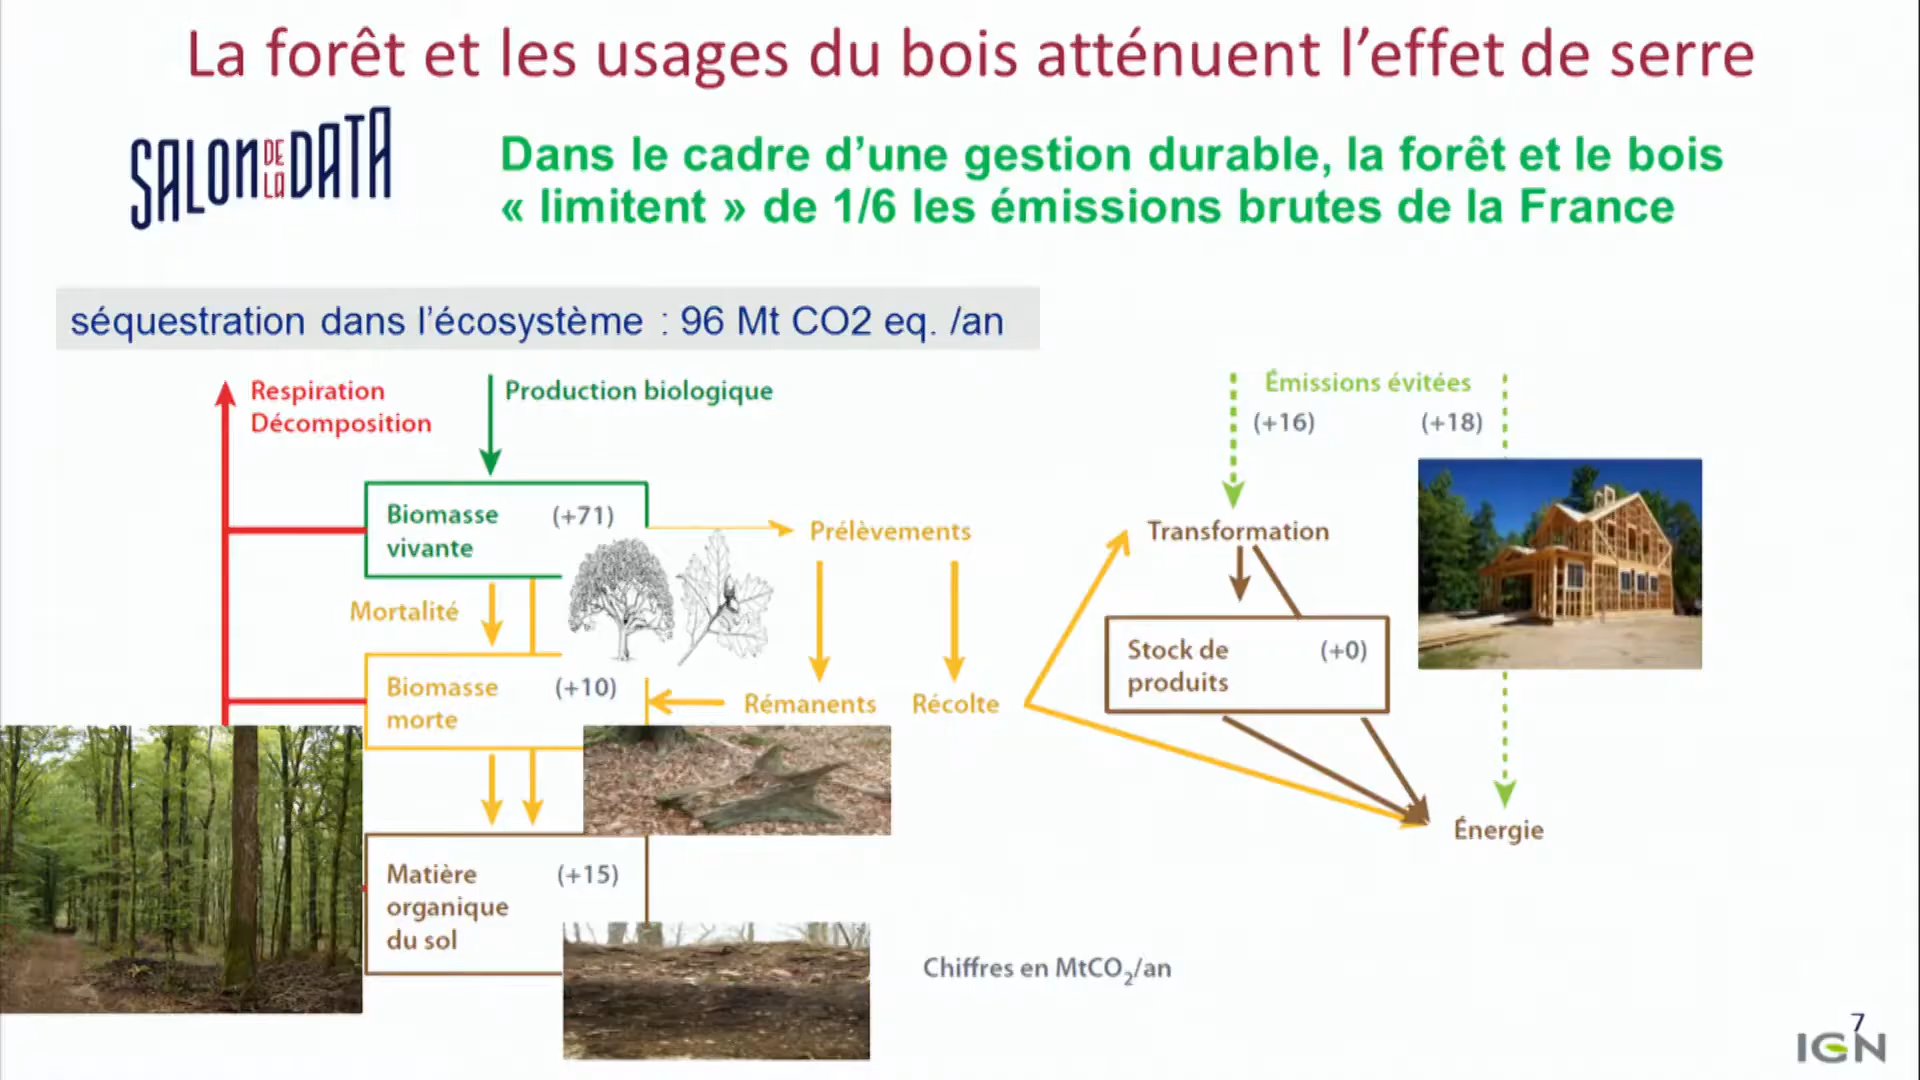 La forêt et les usages du bois atténuent l’effet de serre
SALON DE LA DATA
Dans le cadre d’une gestion durable, la forêt et le bois
« limitent » de 1/6 les émissions brutes de la France
séquestration dans l’écosystème : 96 Mt CO2 eq. /an
Respiration
Décomposition
Production biologique
Émissions évitées
(+16)
(+18)
Biomasse (+71)
vivante
Prélèvements
Transformation
Mortalité
Stock de (+0)
produits
Biomasse (+10)
morte
Rémanents
Récolte
Énergie
Matière (+15)
organique
du sol
Chiffres en MtCO₂/an
7
IGN